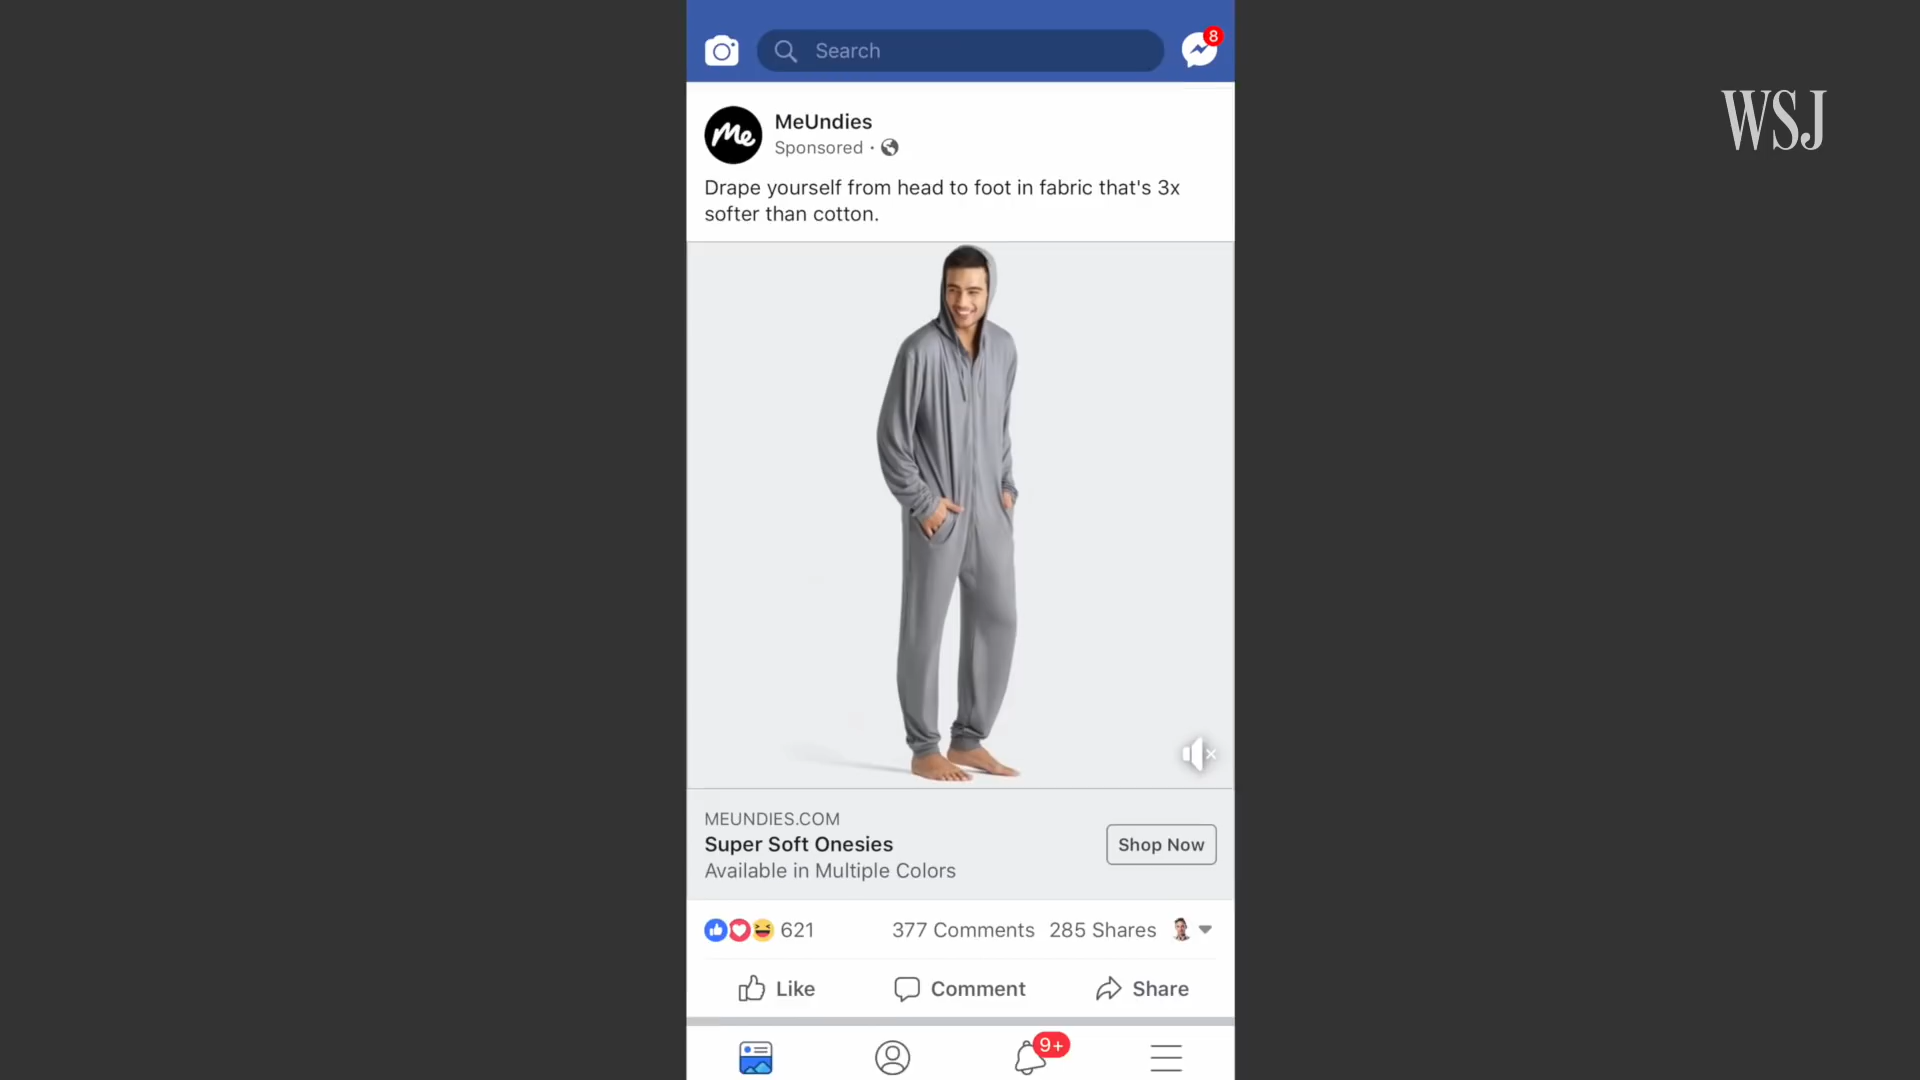 Search
8
WSJ
Me
MeUndies
Sponsored ·
Drape yourself from head to foot in fabric that's 3x
softer than cotton.
MEUNDIES.COM
Super Soft Onesies
Available in Multiple Colors
Shop Now
621
377 Comments
285 Shares
Like
Comment
Share
9+